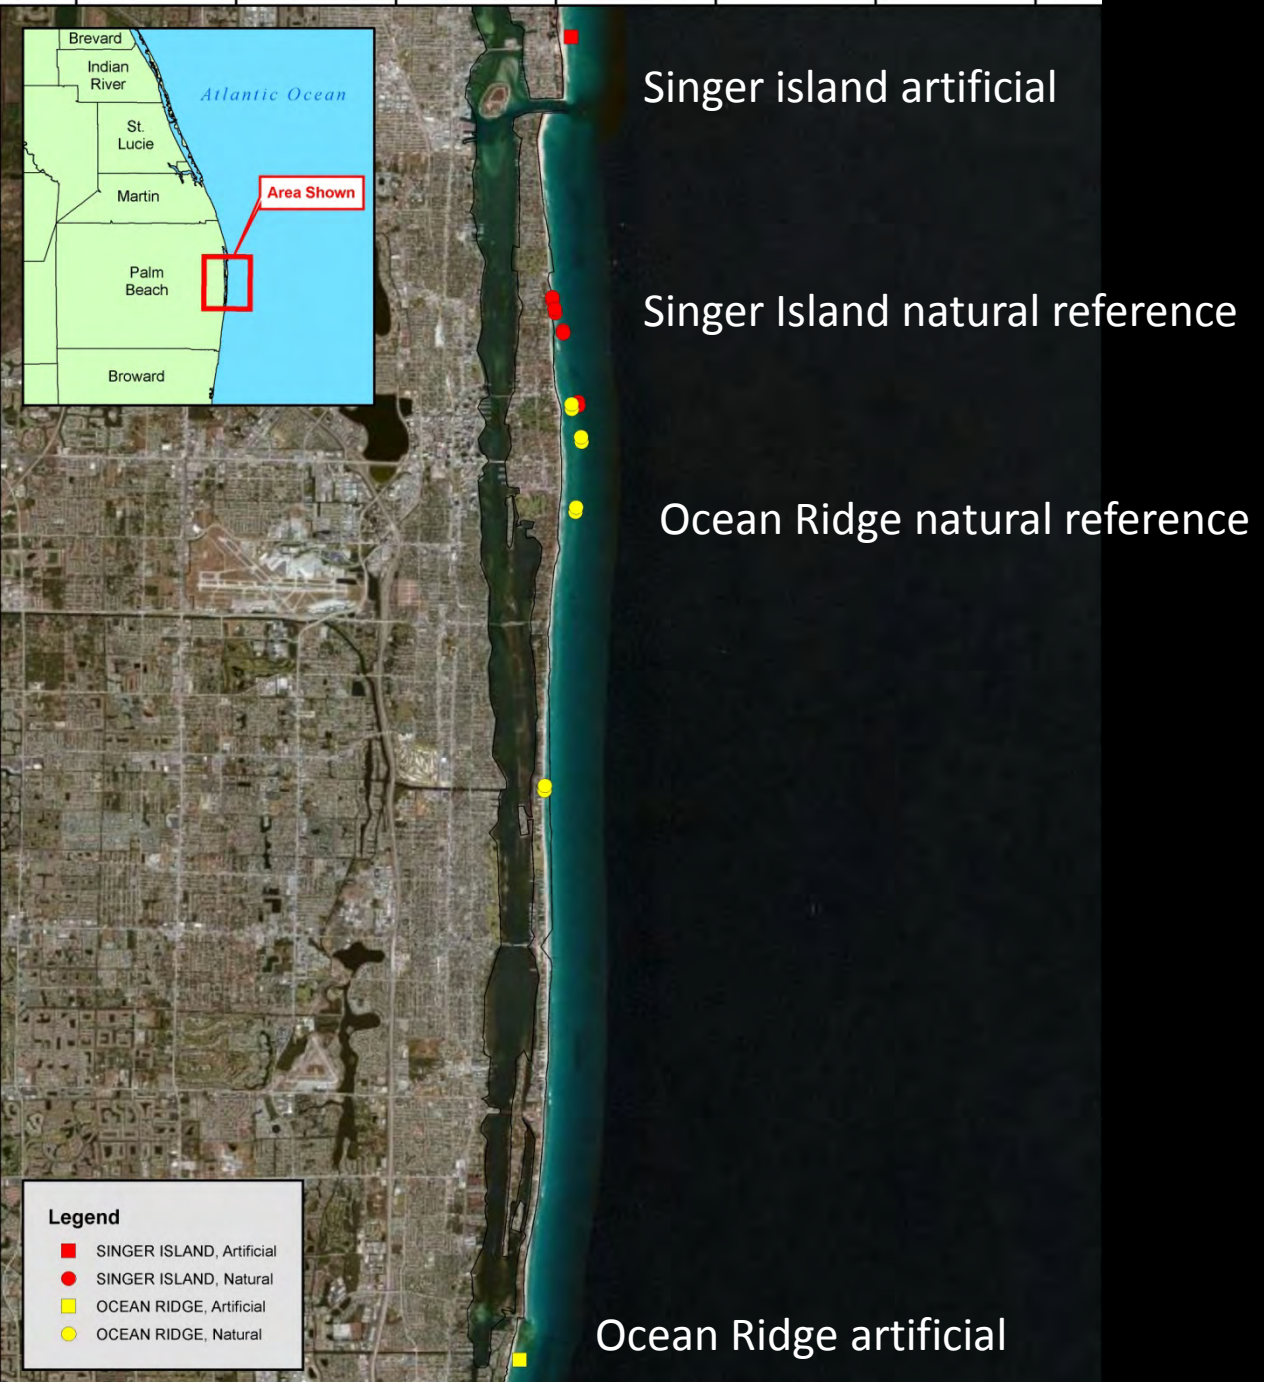 Brevard
Indian
River
Atlantic Ocean
St.
Lucie
Martin
Area Shown
Palm
Beach
Broward
Singer island artificial
Singer Island natural reference
Ocean Ridge natural reference
Legend
SINGER ISLAND, Artificial
SINGER ISLAND, Natural
OCEAN RIDGE, Artificial
OCEAN RIDGE, Natural
Ocean Ridge artificial